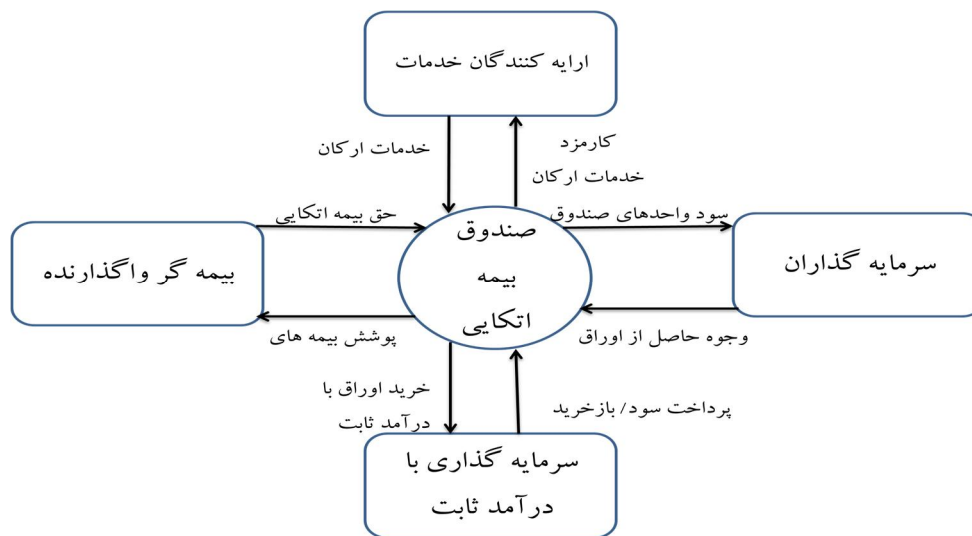 ارایه کنندگان خدمات
خدمات ارکان
کارمزد
خدمات ارکان
حق بیمه اتکایی
سود واحدهای صندوق
صندوق
بیمه
اتکایی
سرمایه گذاران
بیمه گر واگذارنده
پوشش بیمه های
وجوه حاصل از اوراق
خرید اوراق با
درآمد ثابت
پرداخت سود/ بازخرید
سرمایه گذاری با
درآمد ثابت